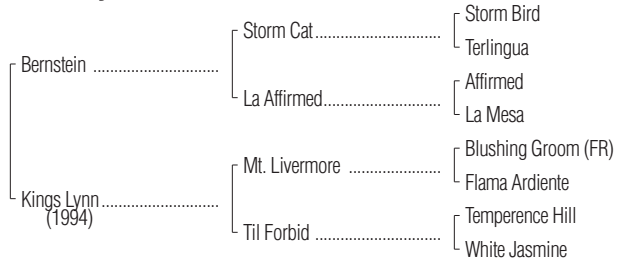 Storm Bird
Storm Cat
Terlingua
Bernstein
Affirmed
La Affirmed
La Mesa
Blushing Groom (FR)
Mt. Livermore
Flama Ardiente
Kings Lynn
(1994)
Temperence Hill
Til Forbid
White Jasmine